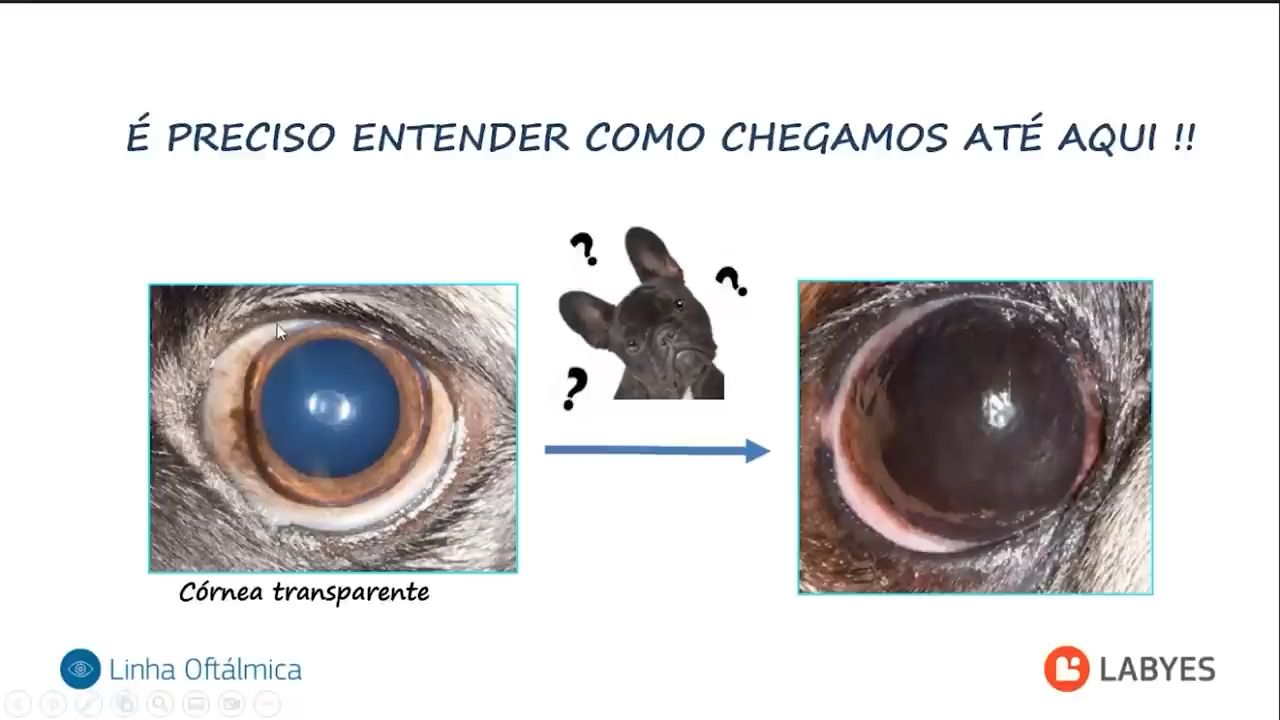 É PRECISO ENTENDER COMO CHEGAMOS ATÉ AQUI !!
?
?
?
Córnea transparente
Linha Oftálmica
LABYES